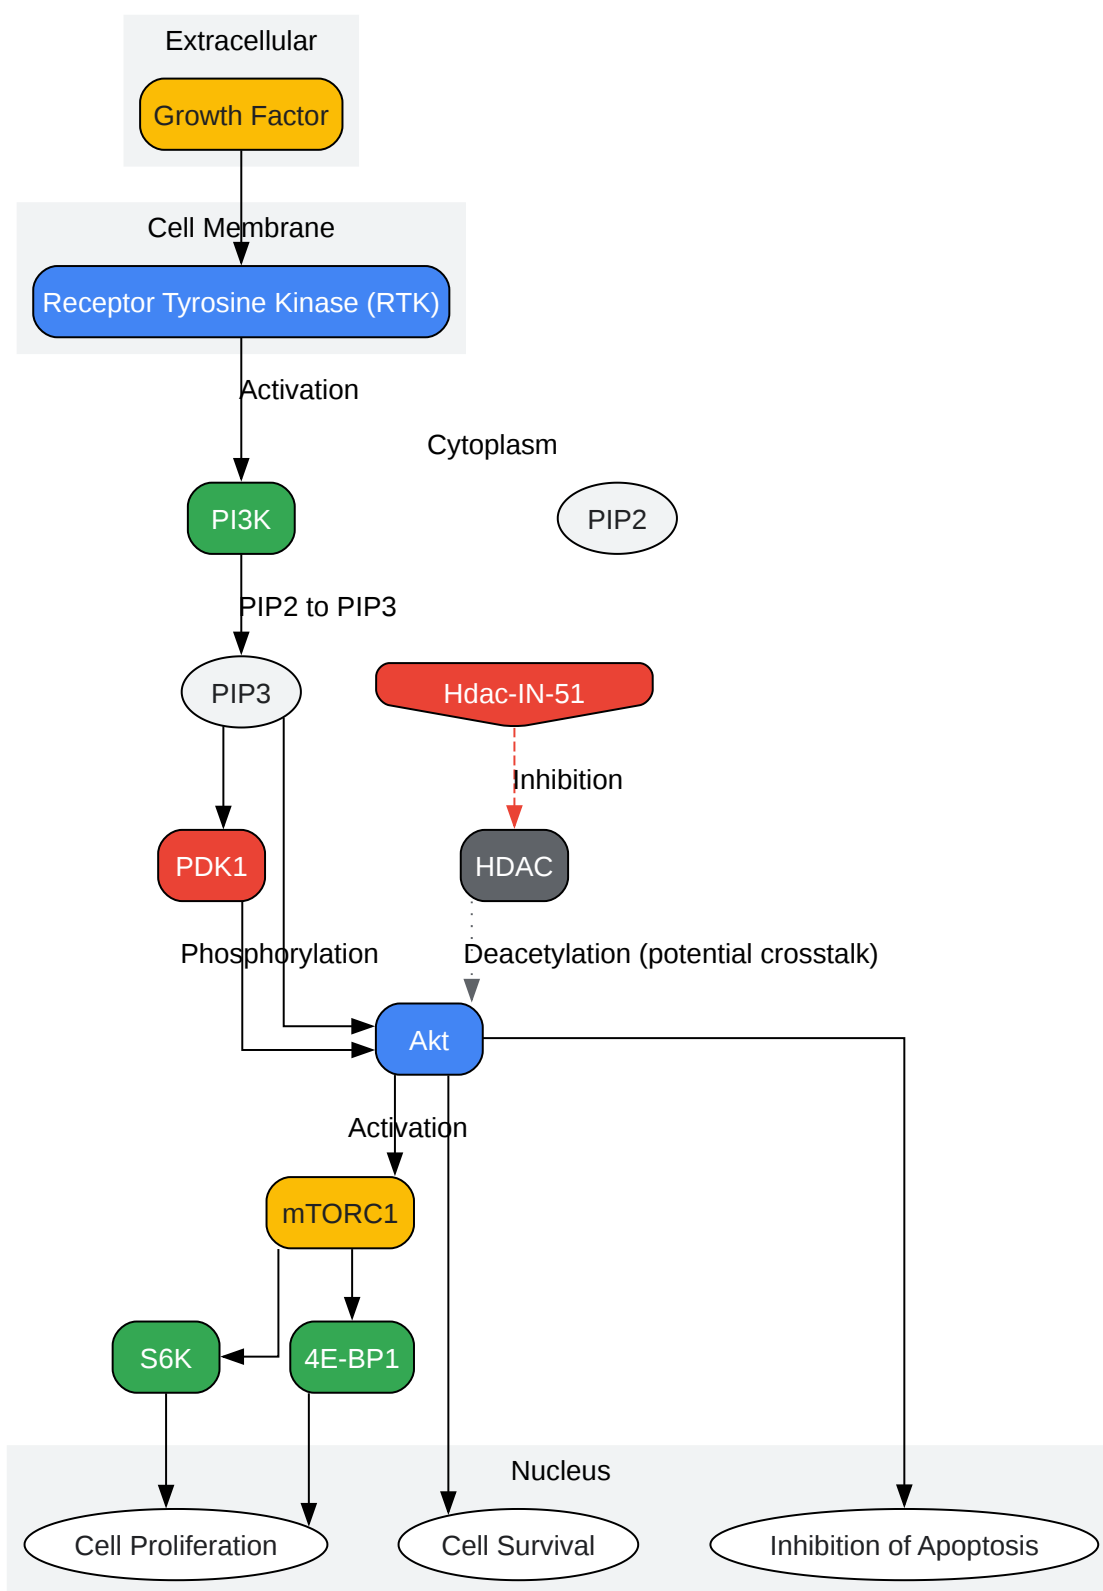 Extracellular
Growth Factor
Cell Membrane
Receptor Tyrosine Kinase (RTK)
Activation
Cytoplasm
PI3K
PIP2
PIP2 to PIP3
PIP3
Hdac-IN-51
Inhibition
PDK1
HDAC
Phosphorylation
Deacetylation (potential crosstalk)
Akt
Activation
mTORC1
S6K
4E-BP1
Nucleus
Cell Proliferation
Cell Survival
Inhibition of Apoptosis